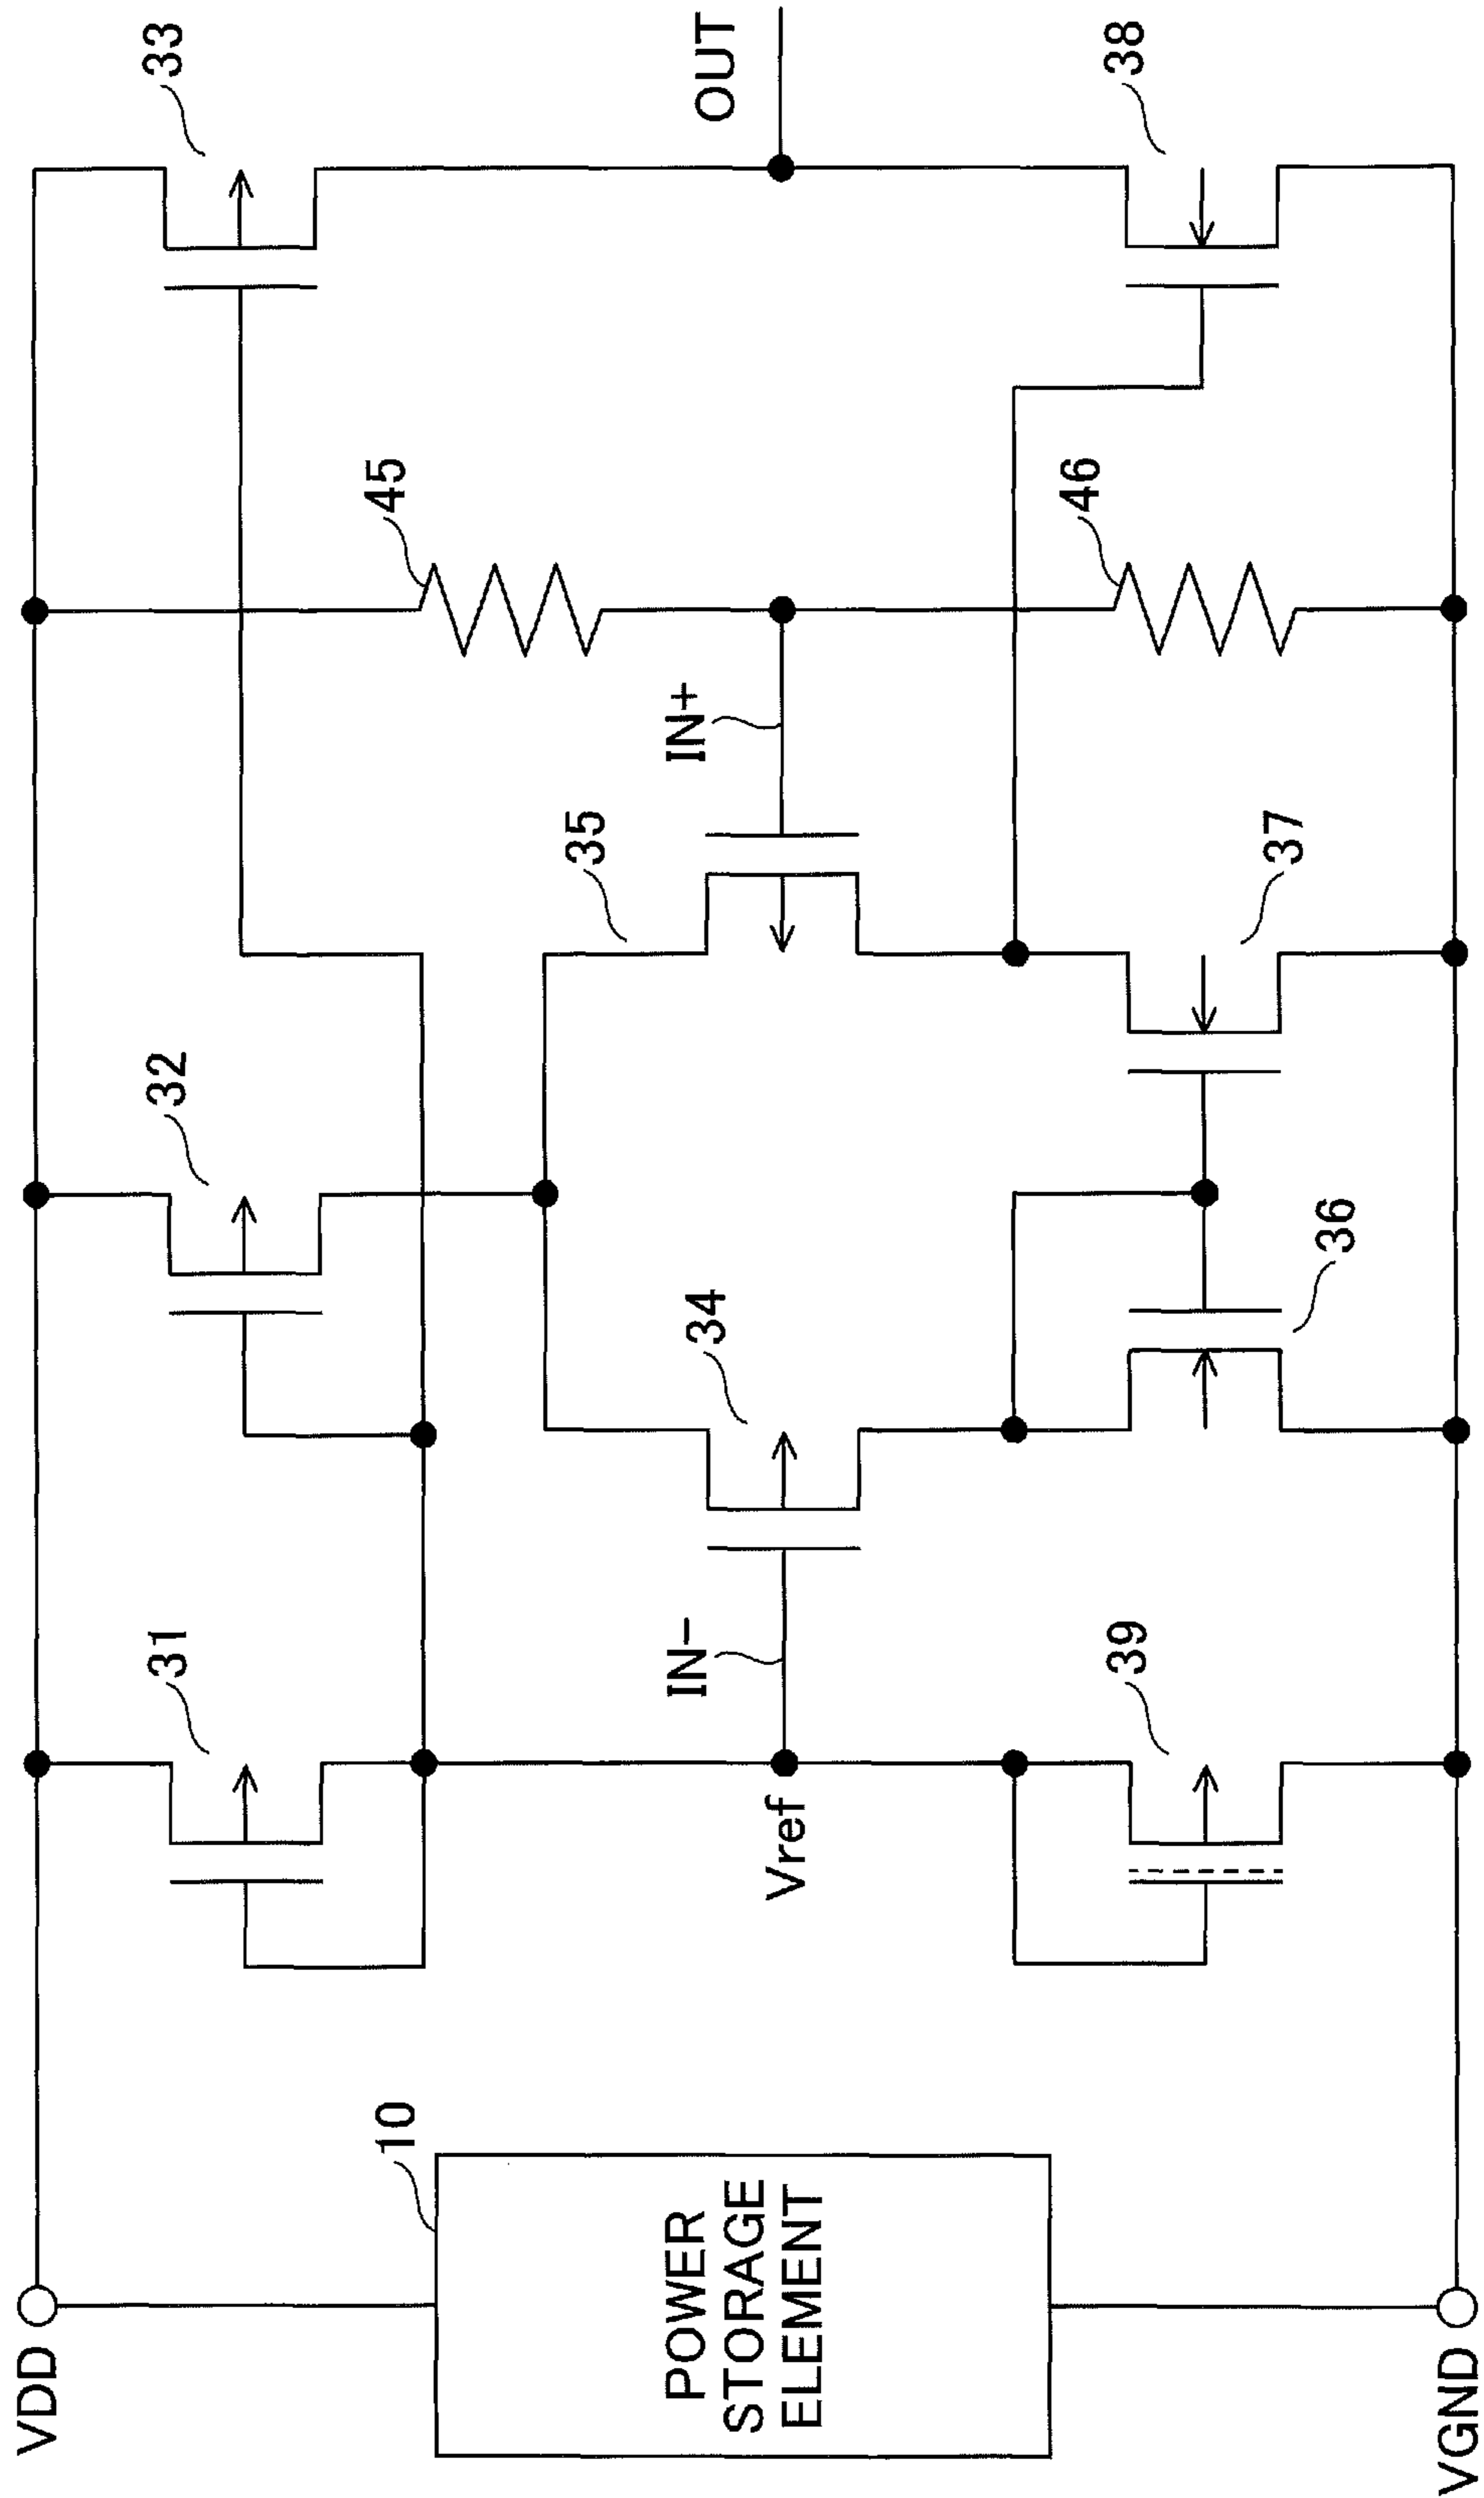 VDD
VGND
10
POWER
STORAGE
ELEMENT
31
32
33
34
35
36
37
38
39
45
46
IN-
IN+
Vref
OUT